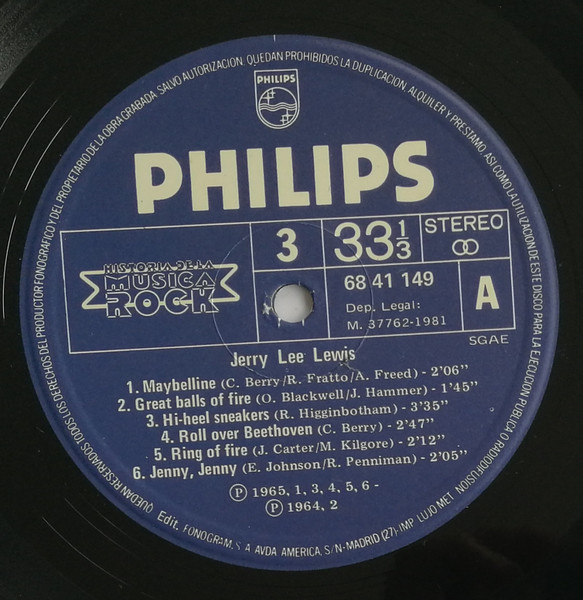 QUEDAN RESERVADOS TODOS LOS DERECHOS DEL PRODUCTOR FONOGRAFICO Y DEL PROPIETARIO DE LA OBRA GRABADA. SALVO AUTORIZACION, QUEDAN PROHIBIDOS LA DUPLICACION, ALQUILER Y PRESTAMO, ASI COMO LA UTILIZACION DE ESTE DISCO PARA LA EJECUCION PUBLICA O RADIODIFUSION
PHILIPS
PHILIPS
HISTORIA DE LA
MUSICA
ROCK
3
33 1/3
STEREO
68 41 149
Dep. Legal:
M. 37762-1981
A
SGAE
Jerry Lee Lewis
1. Maybelline (C. Berry/R. Fratto/A. Freed) - 2'06"
2. Great balls of fire (O. Blackwell/J. Hammer) - 1'45"
3. Hi-heel sneakers (R. Higginbotham) - 3'35"
4. Roll over Beethoven (C. Berry) - 2'47"
5. Ring of fire (J. Carter/M. Kilgore) - 2'12"
6. Jenny, Jenny (E. Johnson/R. Penniman) - 2'05"
Ⓟ 1965, 1, 3, 4, 5, 6 -
Ⓟ 1964, 2
Edit. FONOGRAM, S. A. AVDA. AMERICA, S/N - MADRID (27) - IMP. LUJO MET.